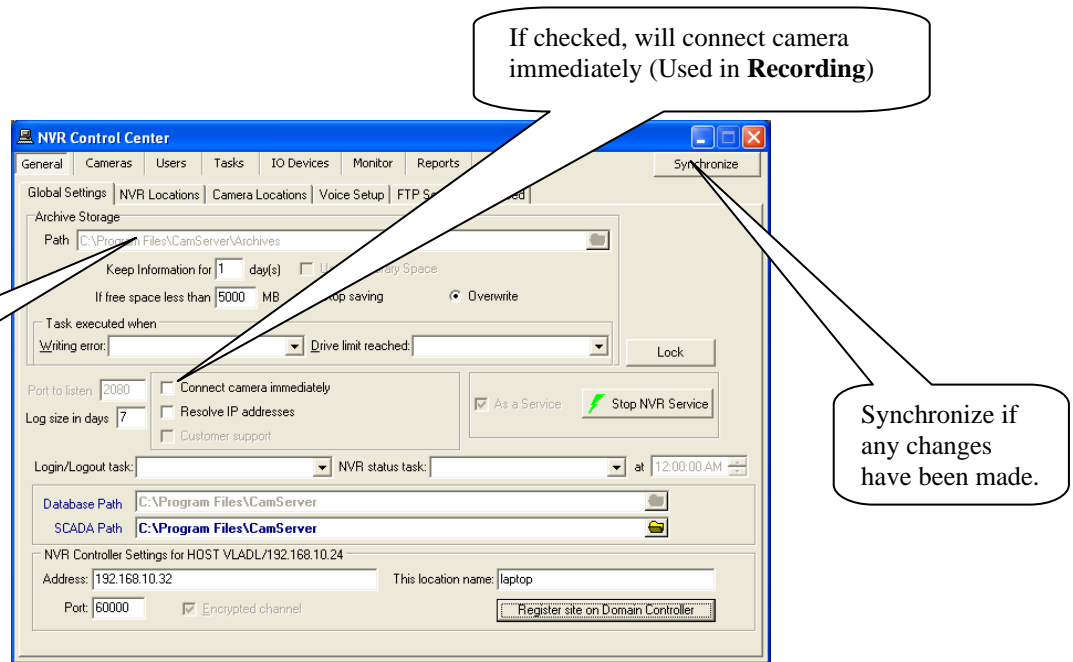 If checked, will connect camera
immediately (Used in Recording)
NVR Control Center
General Cameras Users Tasks IO Devices Monitor Reports Synchronize
Global Settings NVR Locations Camera Locations Voice Setup
Archive Storage
Path C:\Program Files\CamServer\Archives
Keep Information for 1 day(s) Space
If free space less than 5000 MB saving Overwrite
Task executed when
Writing error: Drive limit reached:
Lock
Port to listen 2080 Connect camera immediately
Log size in days 7 Resolve IP addresses As a Service Stop NVR Service
Customer support
Synchronize if
any changes
have been made.
Login/Logout task: NVR status task: at 12:00:00 AM
Database Path C:\Program Files\CamServer
SCADA Path C:\Program Files\CamServer
NVR Controller Settings for HOST VLADL/192.168.10.24
Address: 192.168.10.32 This location name: laptop
Port: 60000 Encrypted channel Register site on Domain Controller